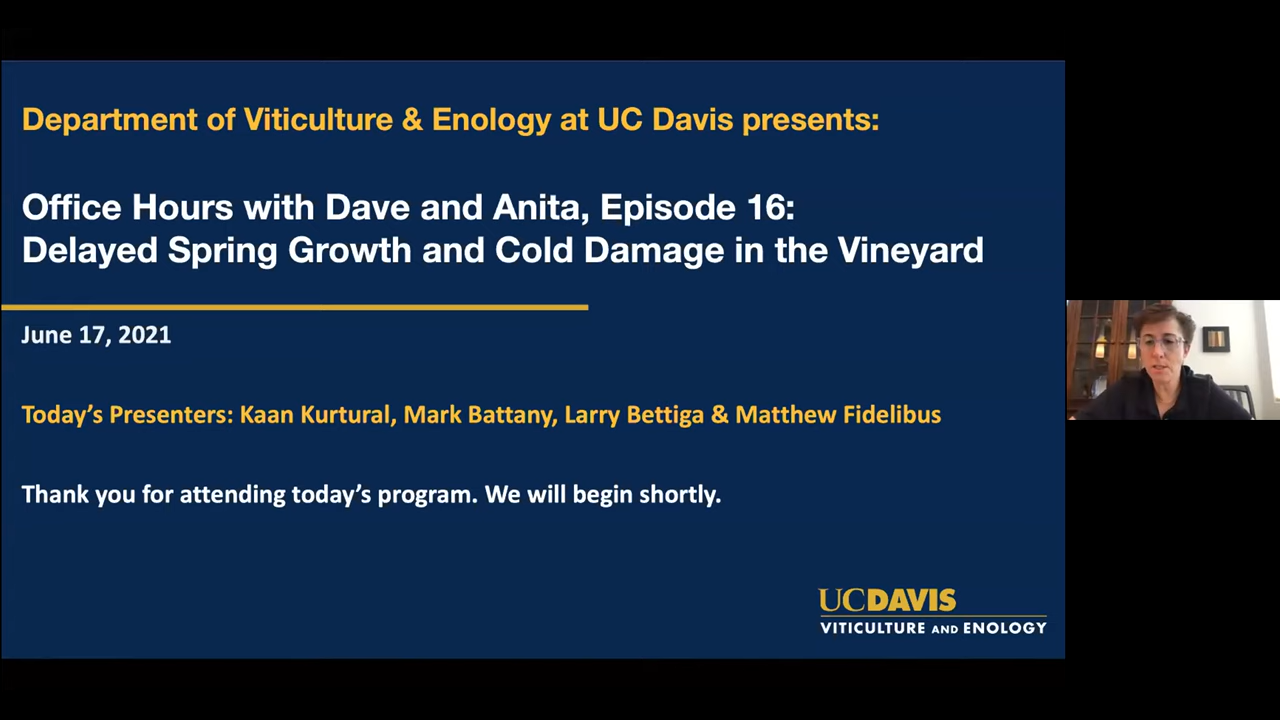 Department of Viticulture & Enology at UC Davis presents:
Office Hours with Dave and Anita, Episode 16:
Delayed Spring Growth and Cold Damage in the Vineyard
June 17, 2021
Today’s Presenters: Kaan Kurtural, Mark Battany, Larry Bettiga & Matthew Fidelibus
Thank you for attending today’s program. We will begin shortly.
UCDAVIS
VITICULTURE AND ENOLOGY